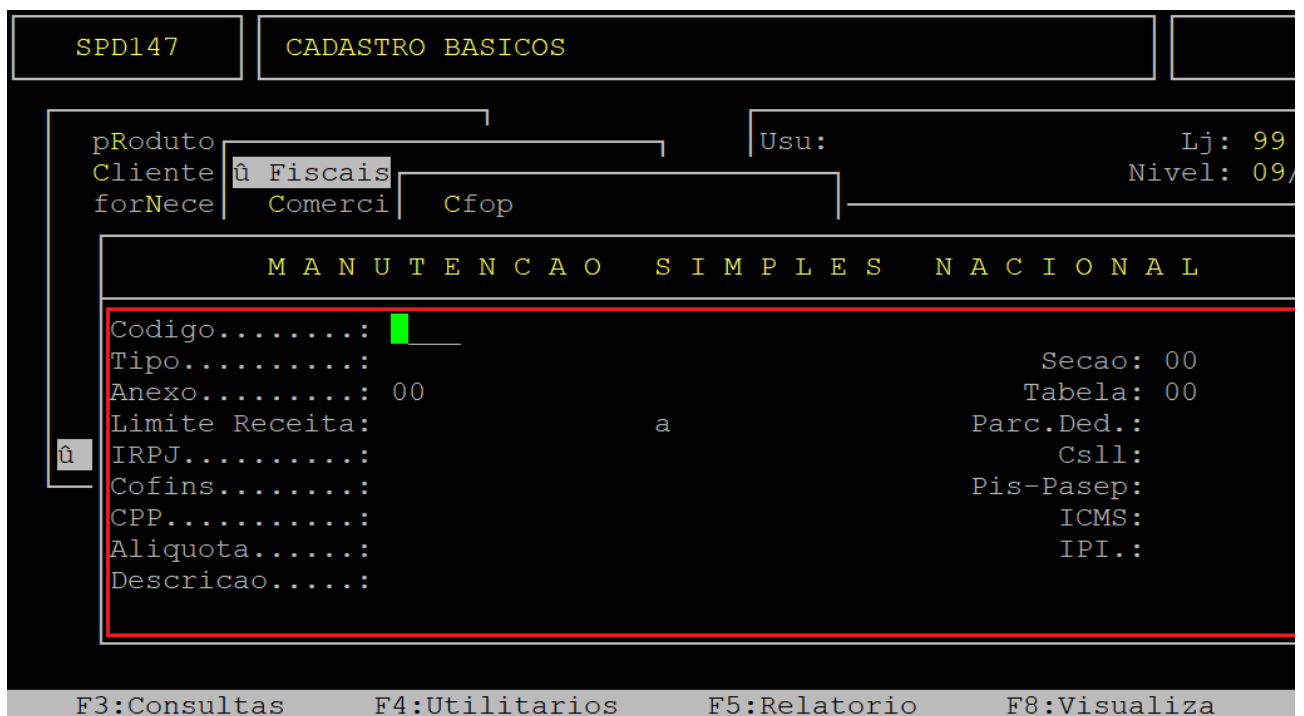 SPD147 CADASTRO BASICOS
pRoduto Usu: Lj: 99
Cliente û Fiscais Nivel: 09/
forNece Comerci Cfop
M A N U T E N C A O S I M P L E S N A C I O N A L
Codigo........:
Tipo..........: Secao: 00
Anexo.........: 00 Tabela: 00
Limite Receita: a Parc.Ded.:
û IRPJ..........: Csll:
Cofins........: Pis-Pasep:
CPP...........: ICMS:
Aliquota......: IPI.:
Descricao.....:
F3:Consultas F4:Utilitarios F5:Relatorio F8:Visualiza